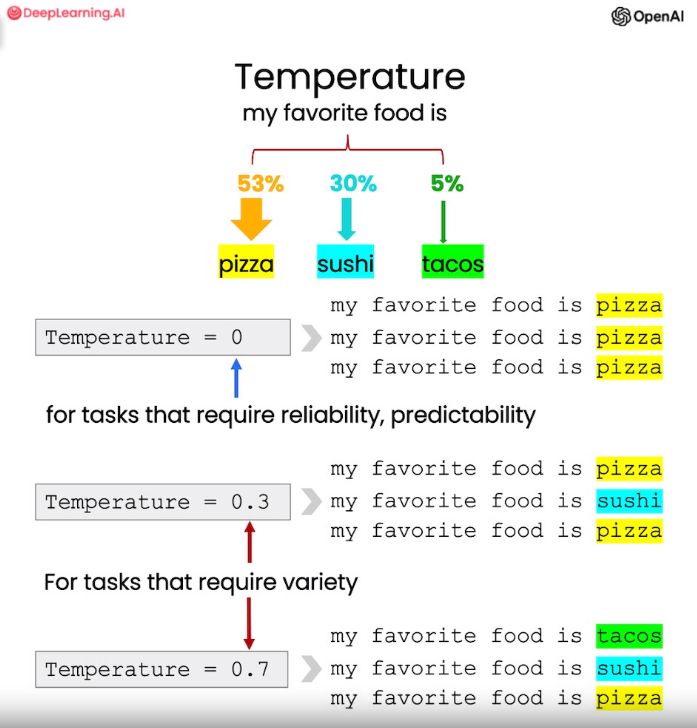 DeepLearning.AI
OpenAI
Temperature
my favorite food is
53% 30% 5%
pizza sushi tacos
my favorite food is pizza
Temperature = 0 my favorite food is pizza
my favorite food is pizza
for tasks that require reliability, predictability
my favorite food is pizza
Temperature = 0.3 my favorite food is sushi
my favorite food is pizza
For tasks that require variety
my favorite food is tacos
Temperature = 0.7 my favorite food is sushi
my favorite food is pizza